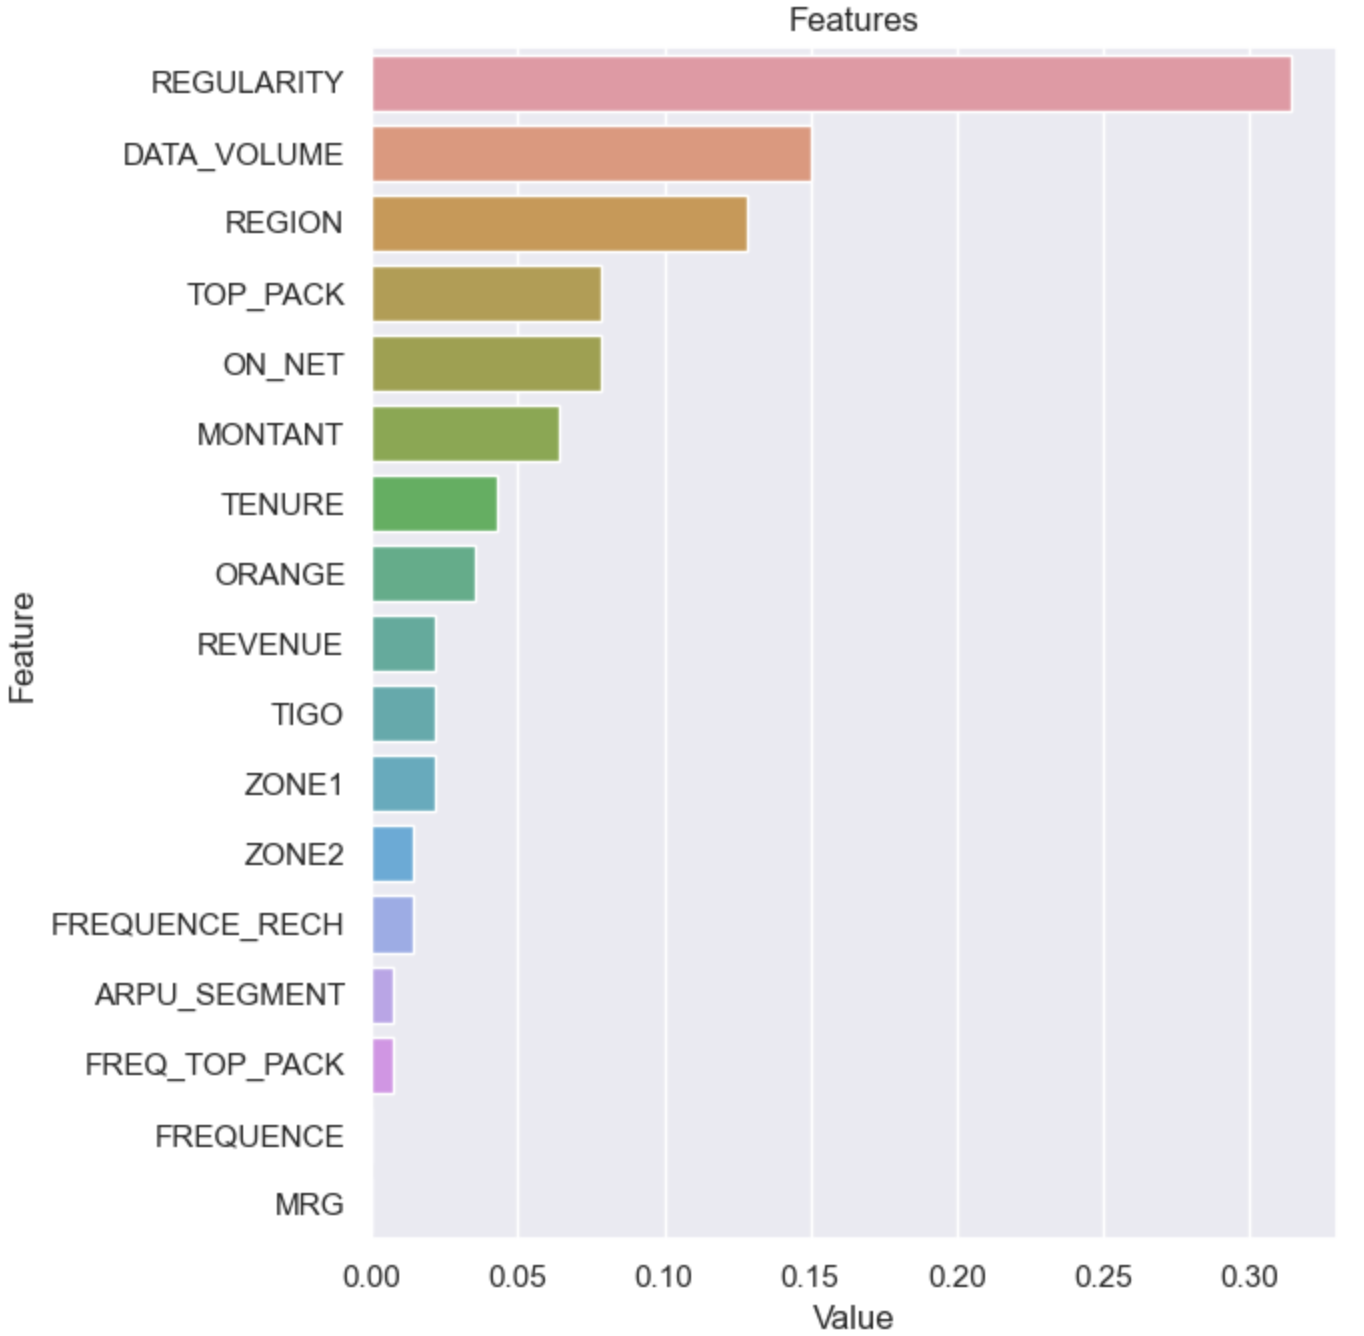 Features
REGULARITY
DATA_VOLUME
REGION
TOP_PACK
ON_NET
MONTANT
TENURE
ORANGE
REVENUE
TIGO
ZONE1
ZONE2
FREQUENCE_RECH
ARPU_SEGMENT
FREQ_TOP_PACK
FREQUENCE
MRG
Feature
0.00 0.05 0.10 0.15 0.20 0.25 0.30
Value